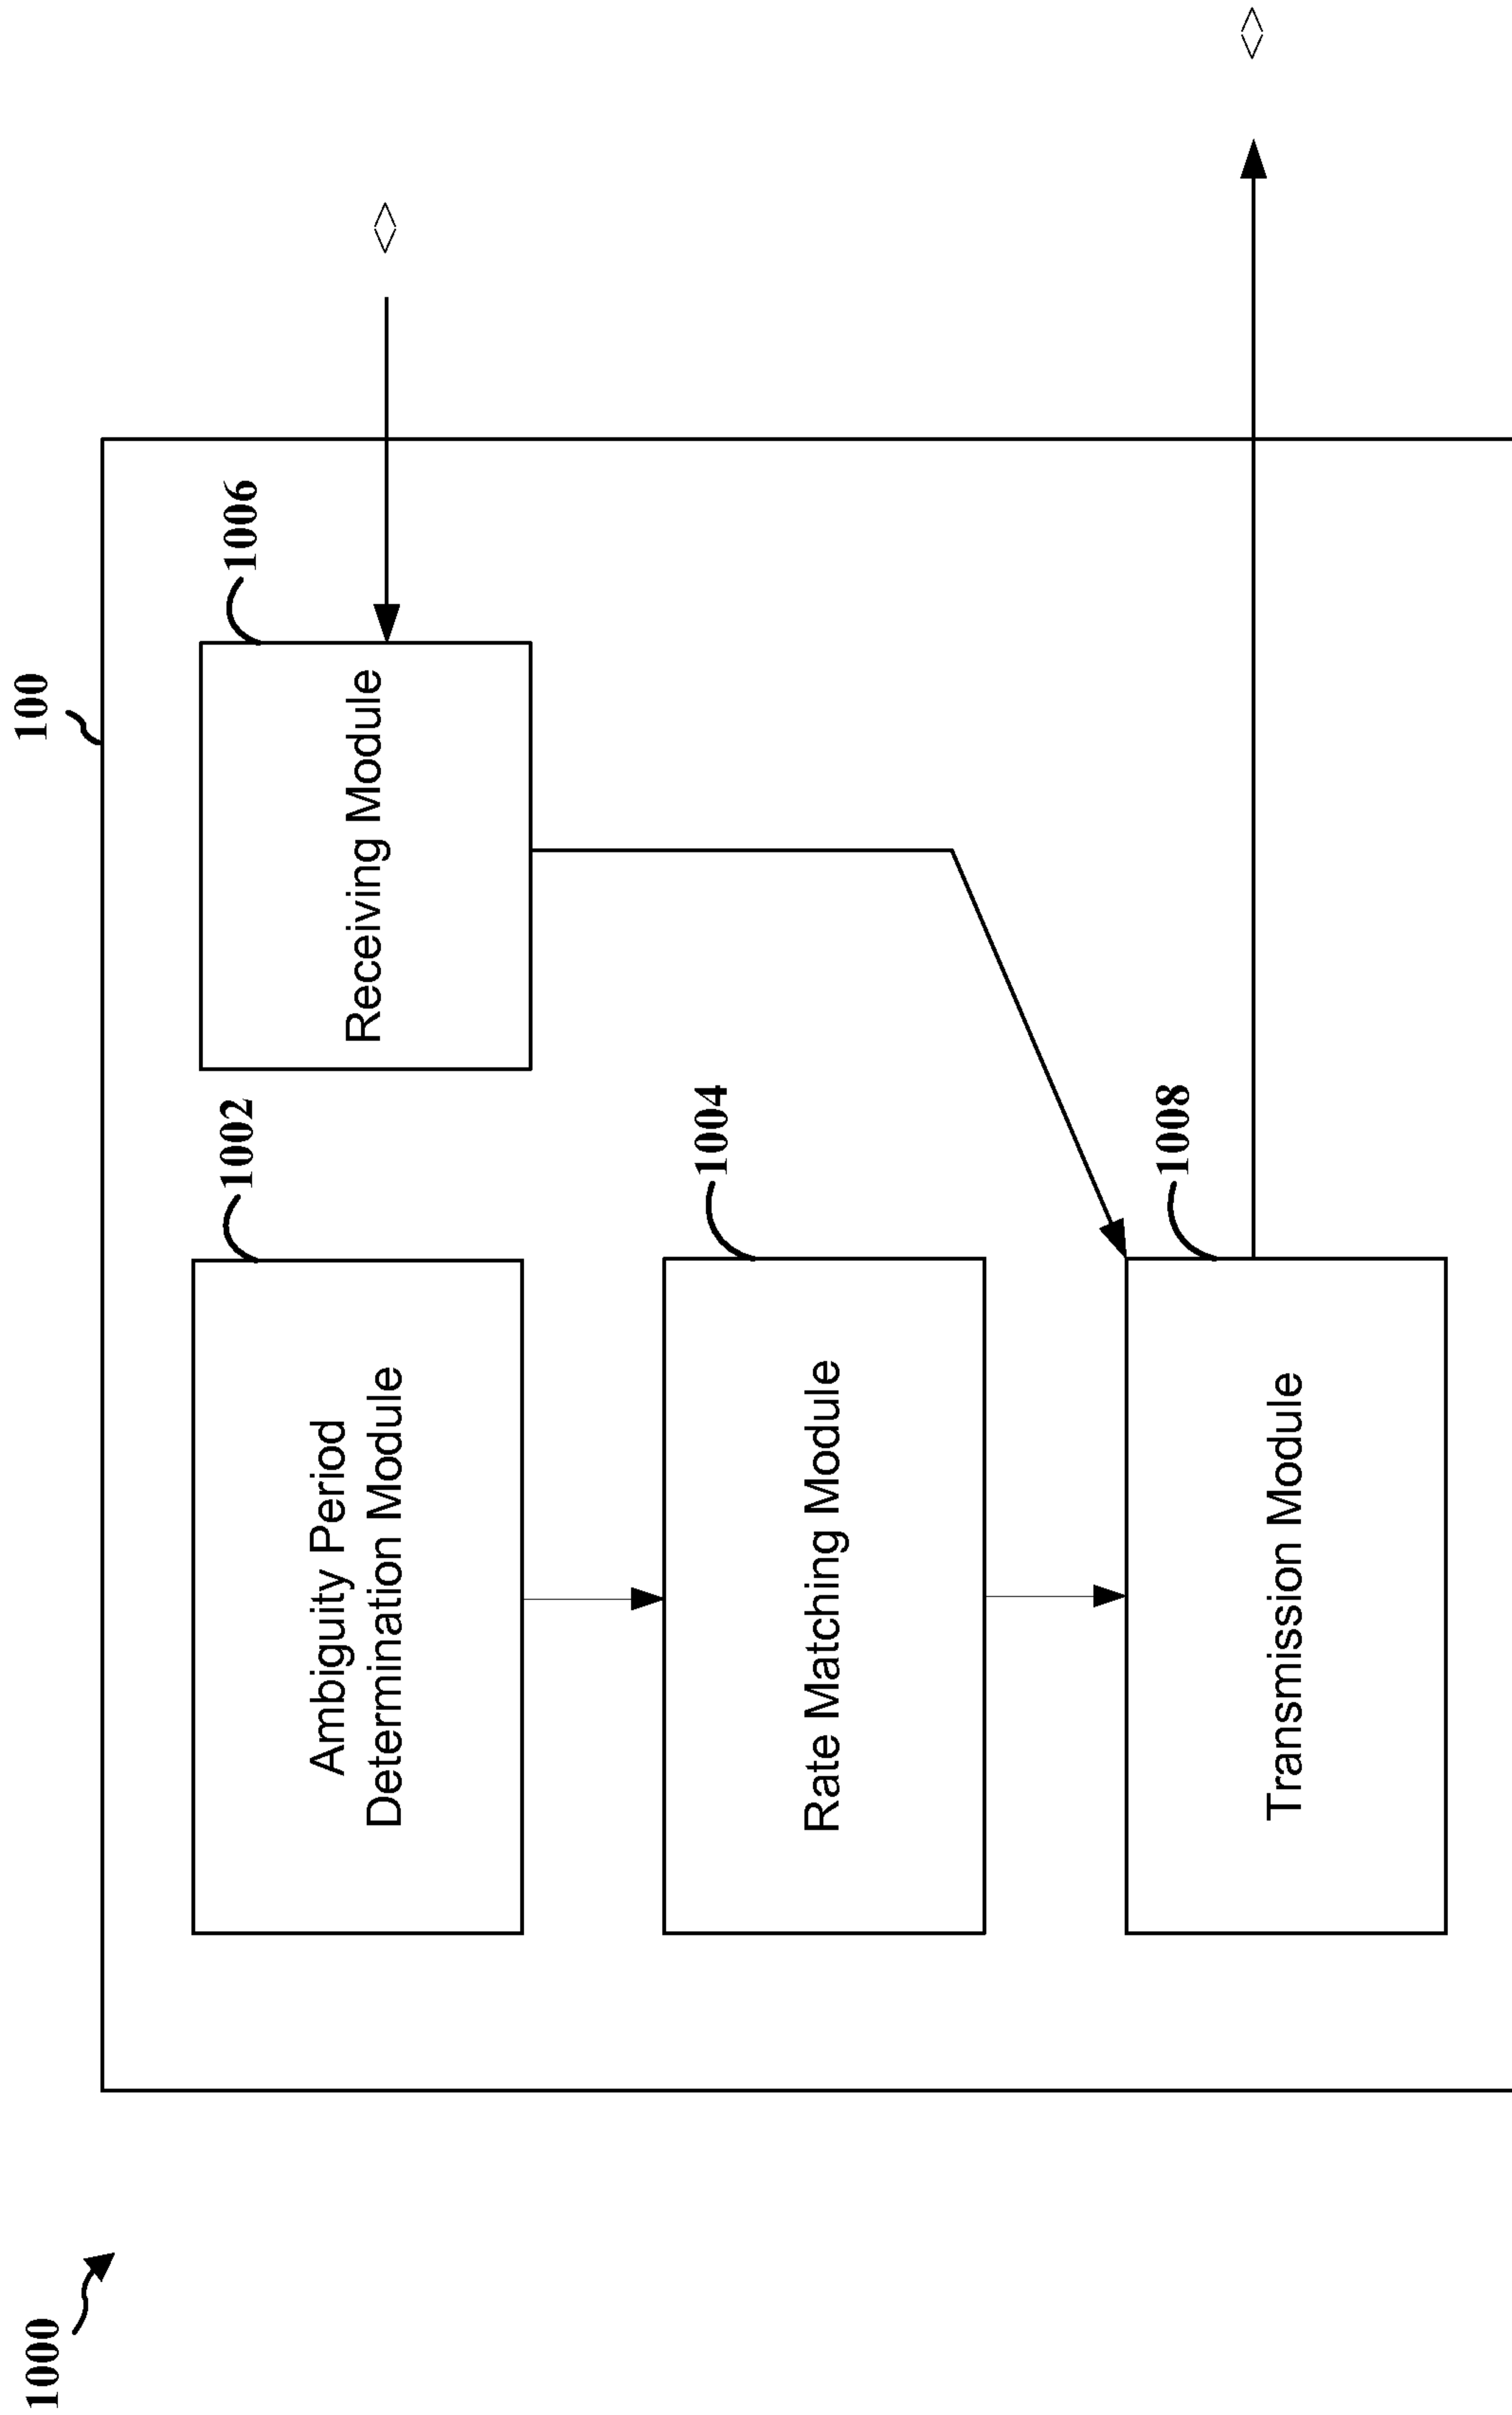 1000
100
1002
1006
Ambiguity Period
Determination Module
Receiving Module
<>
1004
Rate Matching Module
1008
Transmission Module
<>